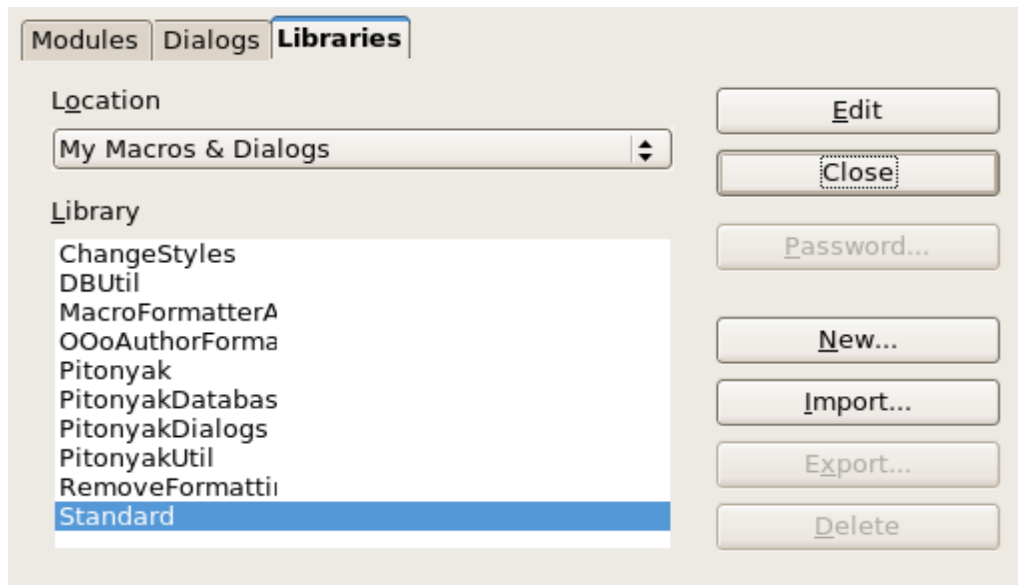 Modules Dialogs Libraries
Location
My Macros & Dialogs
Library
ChangeStyles
DBUtil
MacroFormatterA
OOoAuthorForma
Pitonyak
PitonyakDatabas
PitonyakDialogs
PitonyakUtil
RemoveFormattin
Standard
Edit
Close
Password...
New...
Import...
Export...
Delete